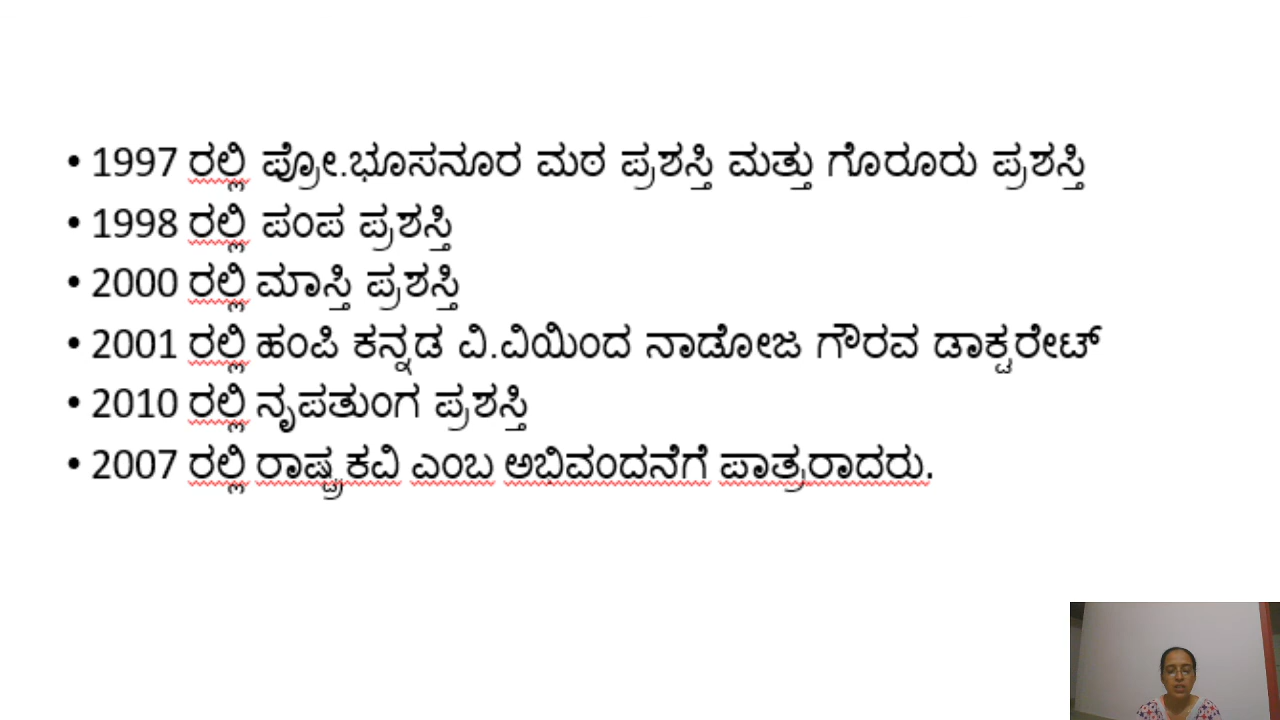 • 1997 ರಲ್ಲಿ ಪ್ರೋ.ಭೂಸನೂರ ಮಠ ಪ್ರಶಸ್ತಿ ಮತ್ತು ಗೊರೂರು ಪ್ರಶಸ್ತಿ
• 1998 ರಲ್ಲಿ ಪಂಪ ಪ್ರಶಸ್ತಿ
• 2000 ರಲ್ಲಿ ಮಾಸ್ತಿ ಪ್ರಶಸ್ತಿ
• 2001 ರಲ್ಲಿ ಹಂಪಿ ಕನ್ನಡ ವಿ.ವಿಯಿಂದ ನಾಡೋಜ ಗೌರವ ಡಾಕ್ಟರೇಟ್
• 2010 ರಲ್ಲಿ ನೃಪತುಂಗ ಪ್ರಶಸ್ತಿ
• 2007 ರಲ್ಲಿ ರಾಷ್ಟ್ರಕವಿ ಎಂಬ ಅಭಿವಂದನೆಗೆ ಪಾತ್ರರಾದರು.